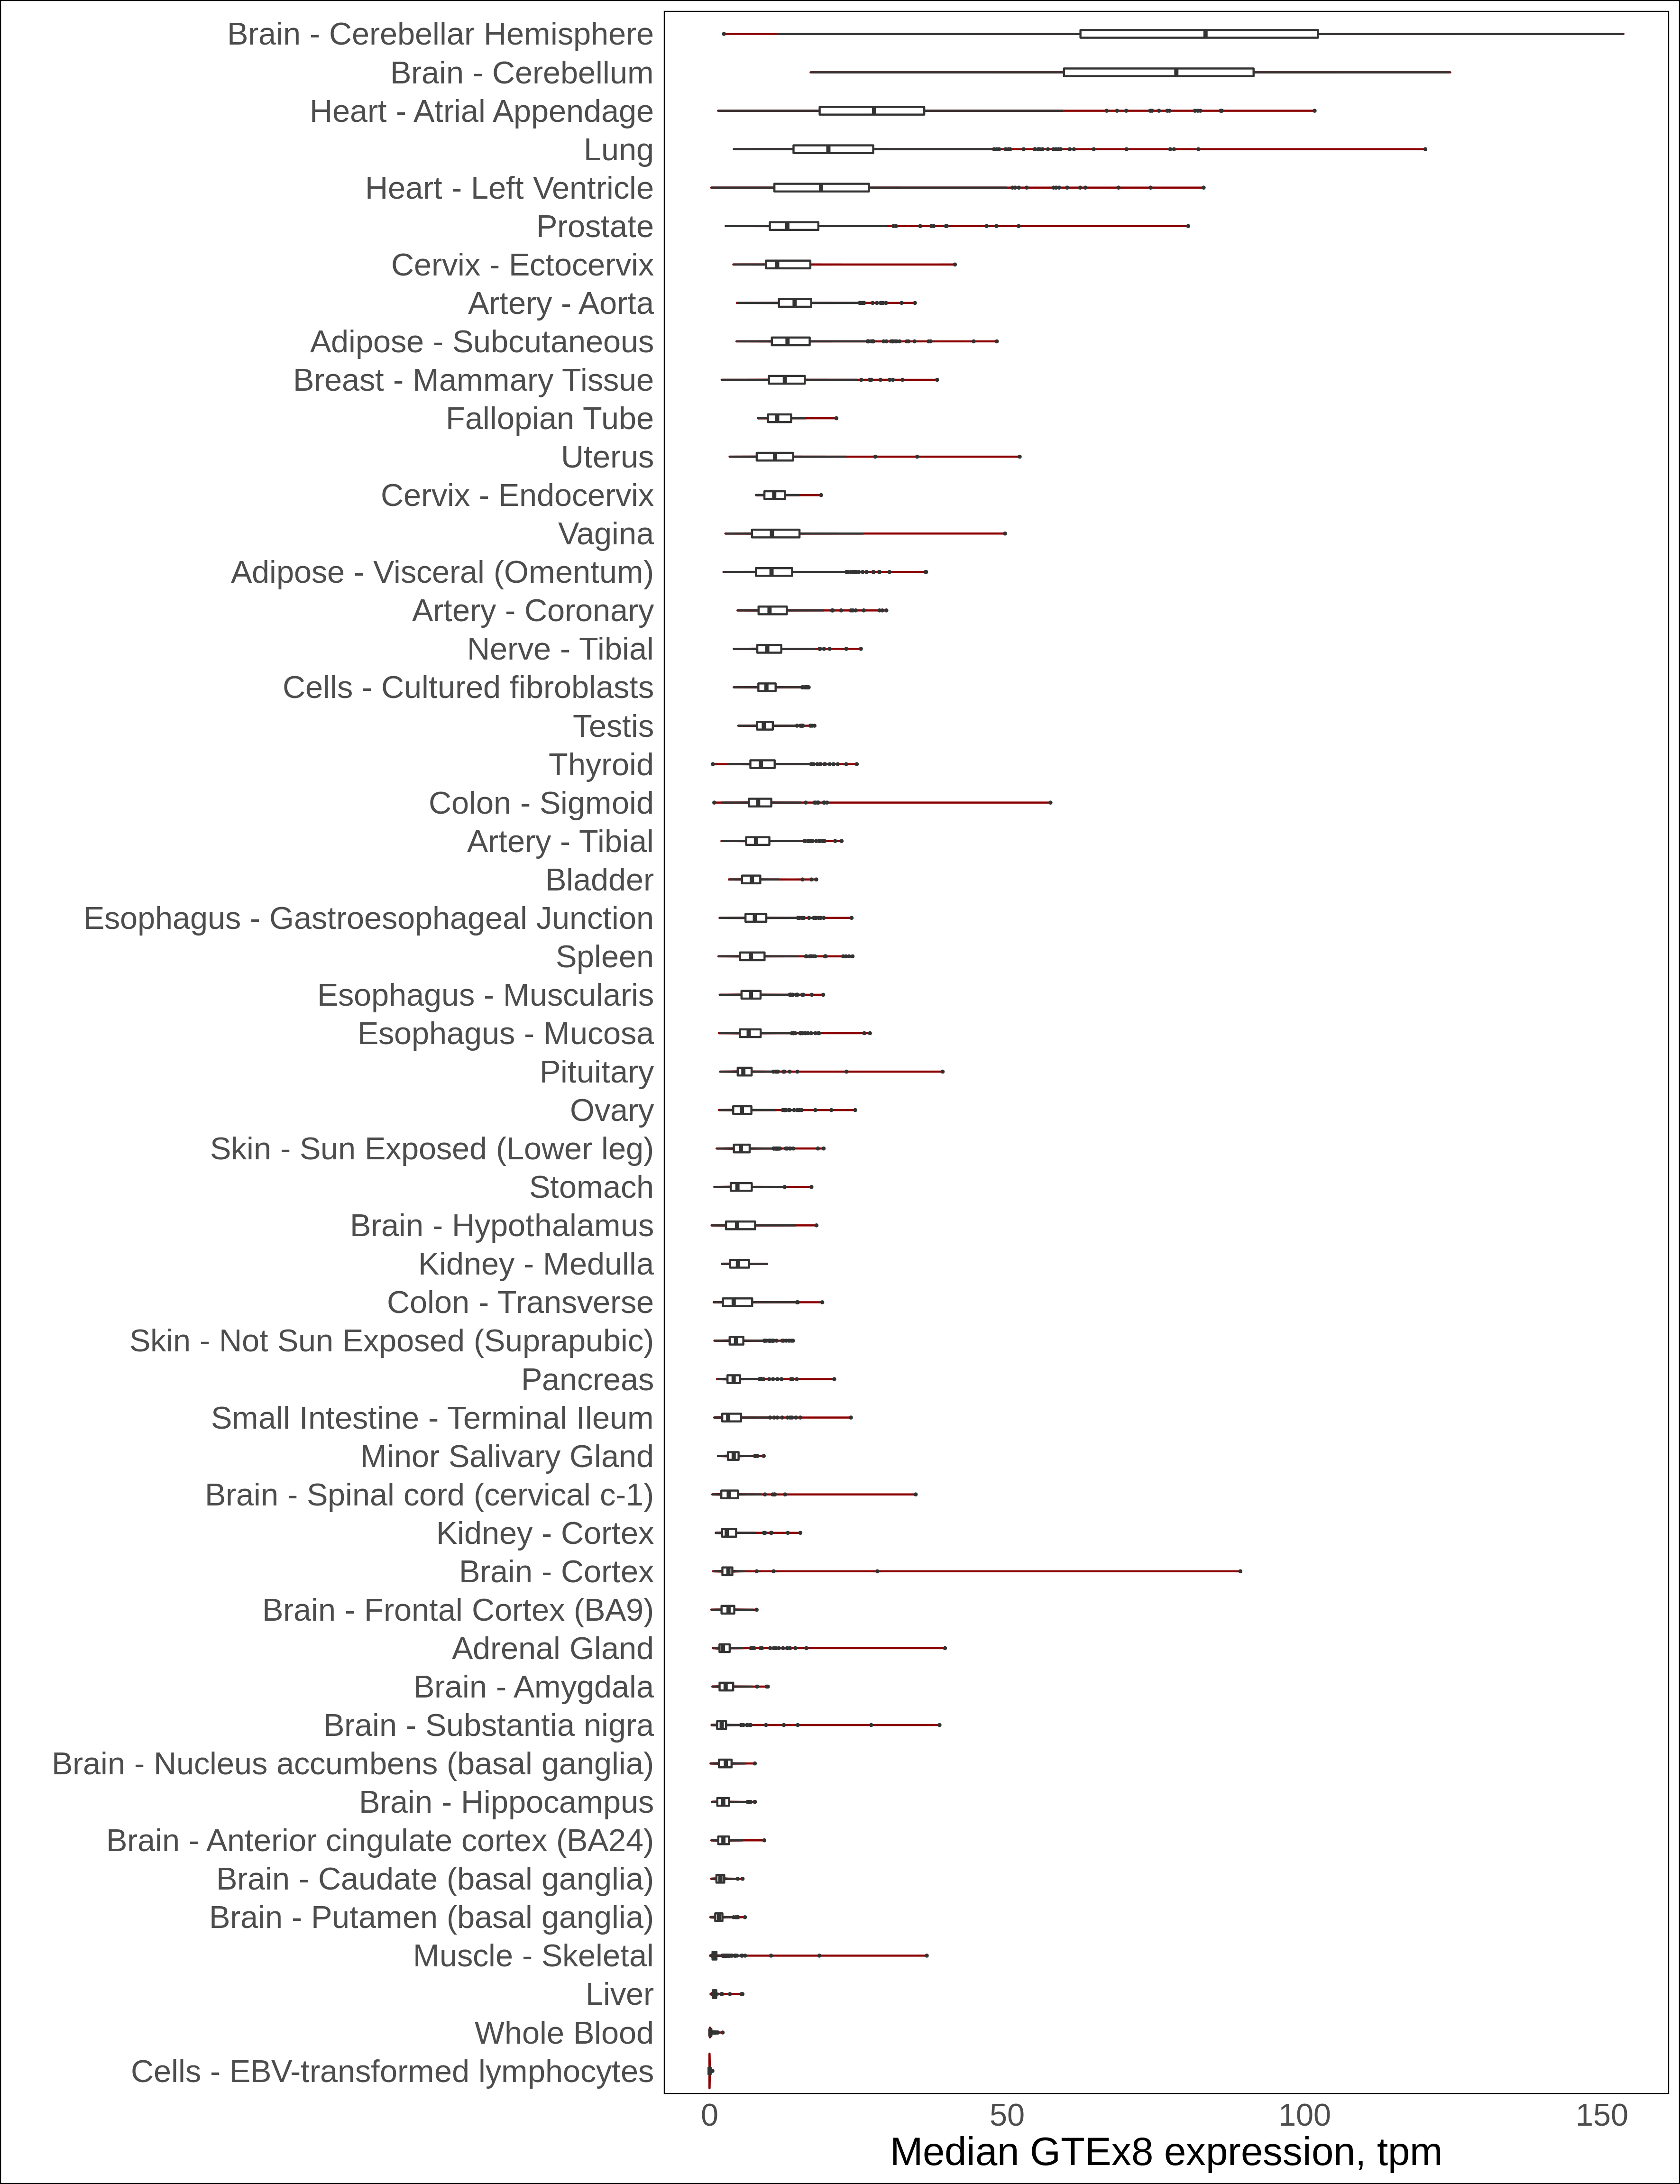 Brain - Cerebellar Hemisphere
Brain - Cerebellum
Heart - Atrial Appendage
Lung
Heart - Left Ventricle
Prostate
Cervix - Ectocervix
Artery - Aorta
Adipose - Subcutaneous
Breast - Mammary Tissue
Fallopian Tube
Uterus
Cervix - Endocervix
Vagina
Adipose - Visceral (Omentum)
Artery - Coronary
Nerve - Tibial
Cells - Cultured fibroblasts
Testis
Thyroid
Colon - Sigmoid
Artery - Tibial
Bladder
Esophagus - Gastroesophageal Junction
Spleen
Esophagus - Muscularis
Esophagus - Mucosa
Pituitary
Ovary
Skin - Sun Exposed (Lower leg)
Stomach
Brain - Hypothalamus
Kidney - Medulla
Colon - Transverse
Skin - Not Sun Exposed (Suprapubic)
Pancreas
Small Intestine - Terminal Ileum
Minor Salivary Gland
Brain - Spinal cord (cervical c-1)
Kidney - Cortex
Brain - Cortex
Brain - Frontal Cortex (BA9)
Adrenal Gland
Brain - Amygdala
Brain - Substantia nigra
Brain - Nucleus accumbens (basal ganglia)
Brain - Hippocampus
Brain - Anterior cingulate cortex (BA24)
Brain - Caudate (basal ganglia)
Brain - Putamen (basal ganglia)
Muscle - Skeletal
Liver
Whole Blood
Cells - EBV-transformed lymphocytes
0 50 100 150
Median GTEx8 expression, tpm